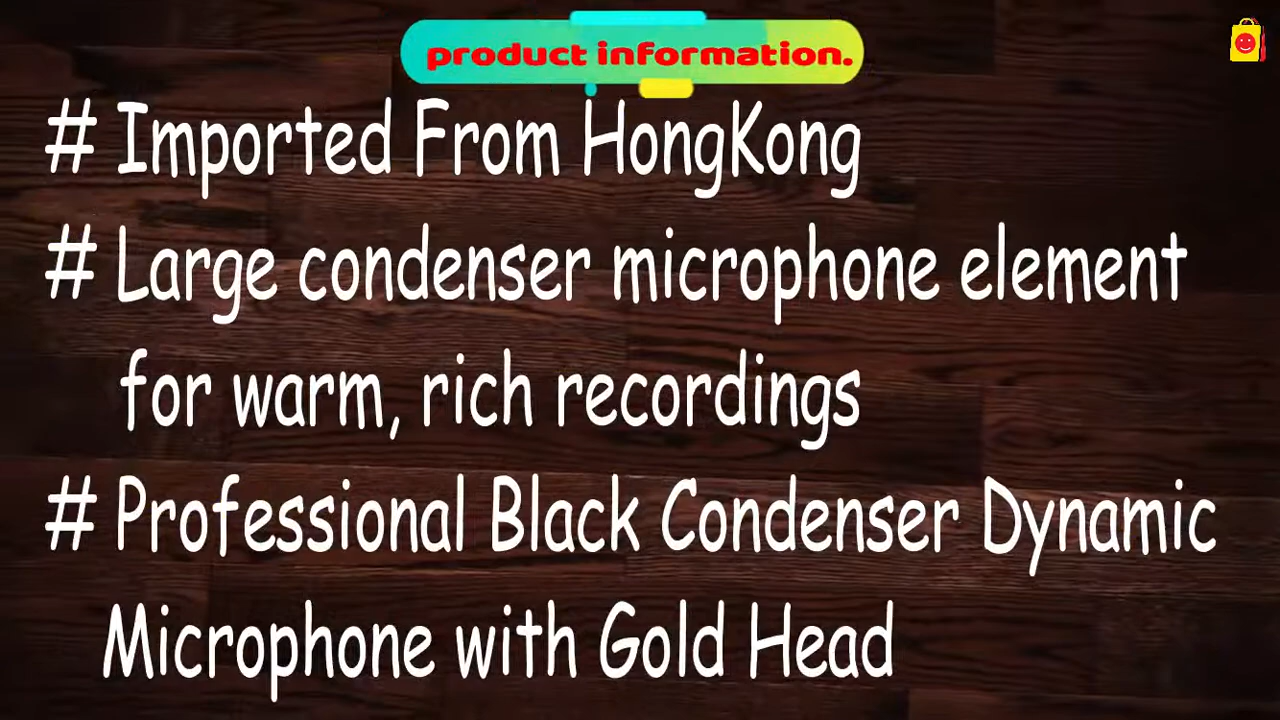 product information.
# Imported From HongKong
# Large condenser microphone element
for warm, rich recordings
# Professional Black Condenser Dynamic
Microphone with Gold Head